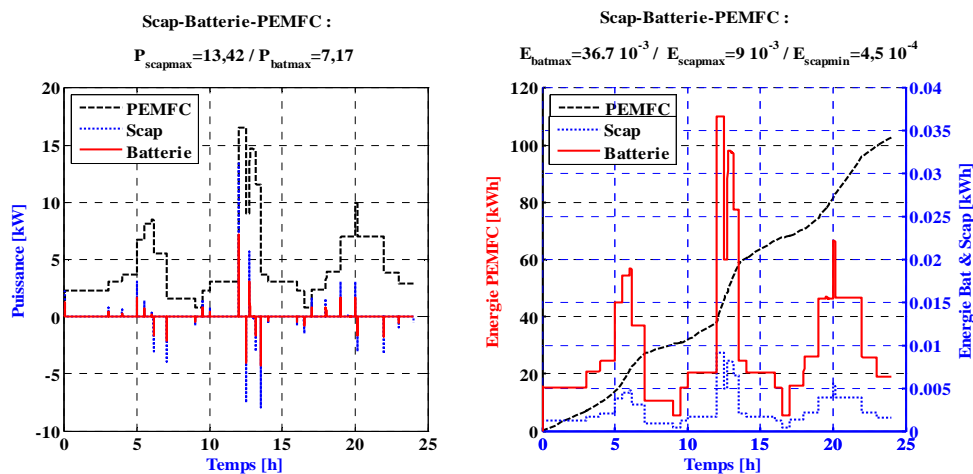 Scap-Batterie-PEMFC :
P_scapmax=13,42 / P_batmax=7,17
20
15
10
5
0
-5
-10
Puissance [kW]
PEMFC
Scap
Batterie
0
5
10
15
20
25
Temps [h]
Scap-Batterie-PEMFC :
E_batmax=36.7 10^-3 / E_scapmax=9 10^-3 / E_scapmin=4,5 10^-4
120
100
80
60
40
20
0
Energie PEMFC [kWh]
PEMFC
Scap
Batterie
0.04
0.035
0.03
0.025
0.02
0.015
0.01
0.005
0
Energie Bat & Scap [kWh]
0
5
10
15
20
25
Temps [h]